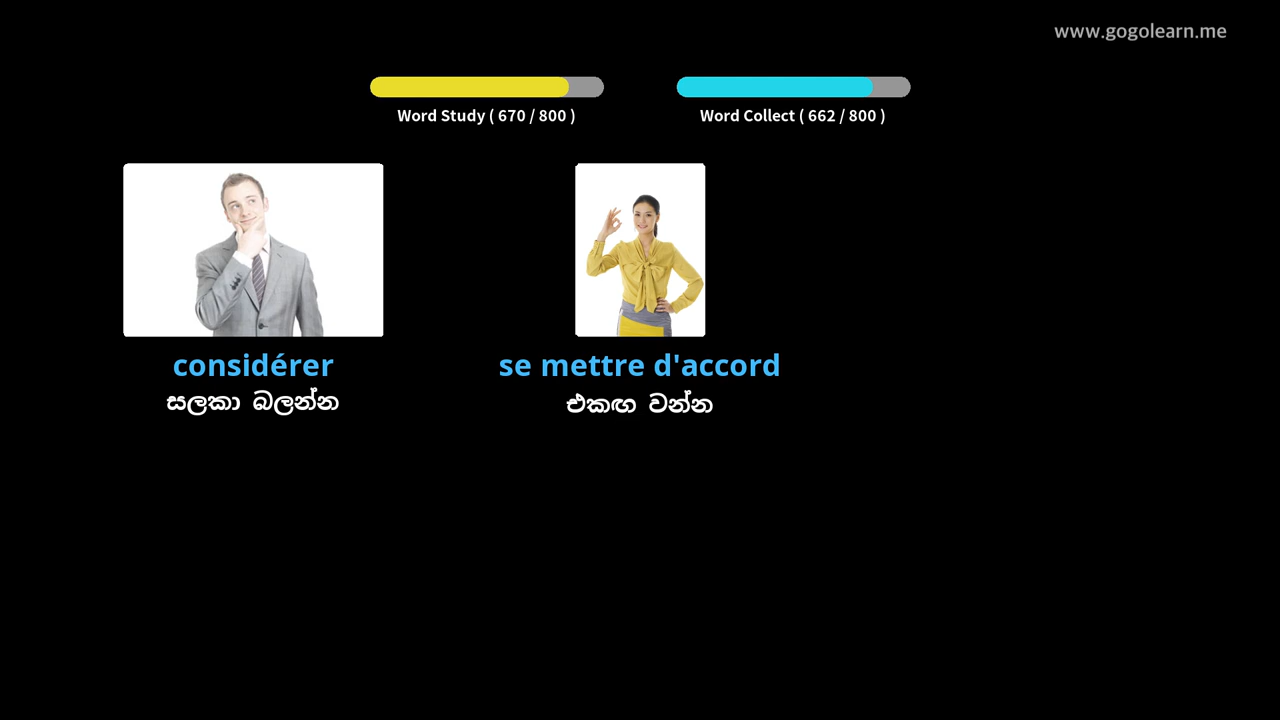 www.gogolearn.me
Word Study ( 670 / 800 )
Word Collect ( 662 / 800 )
considérer
සලකා බලන්න
se mettre d'accord
එකඟ වන්න